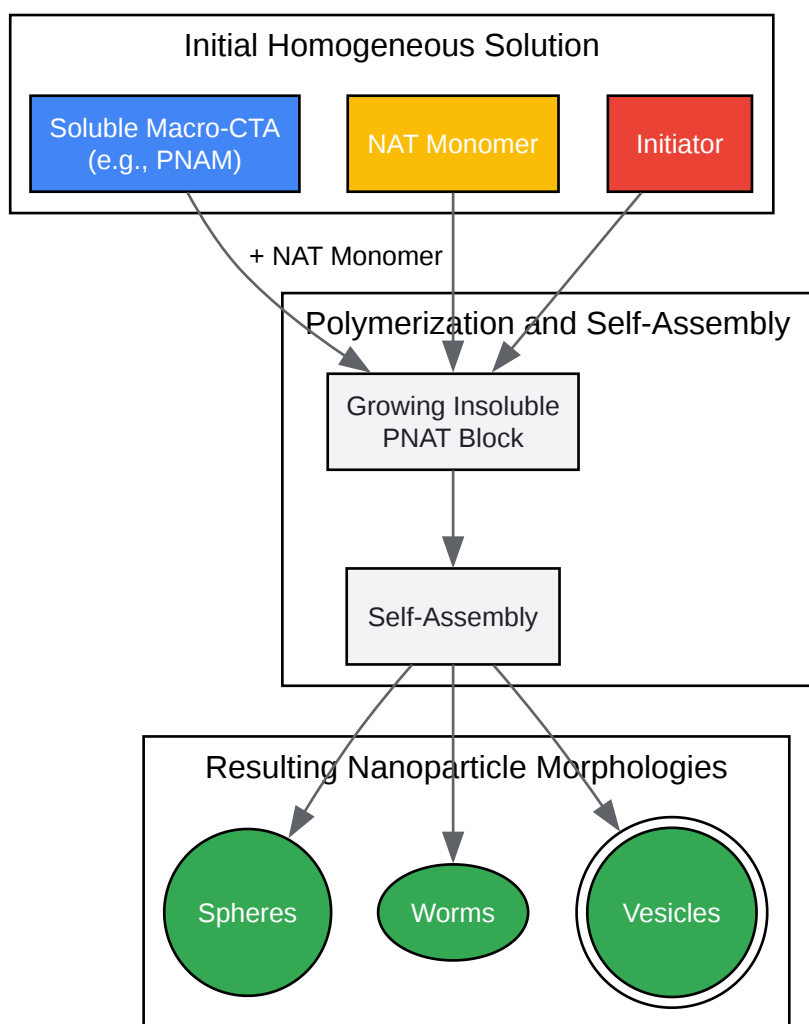 Initial Homogeneous Solution
Soluble Macro-CTA
(e.g., PNAM)
NAT Monomer
Initiator
+ NAT Monomer
Polymerization and Self-Assembly
Growing Insoluble
PNAT Block
Self-Assembly
Resulting Nanoparticle Morphologies
Spheres
Worms
Vesicles